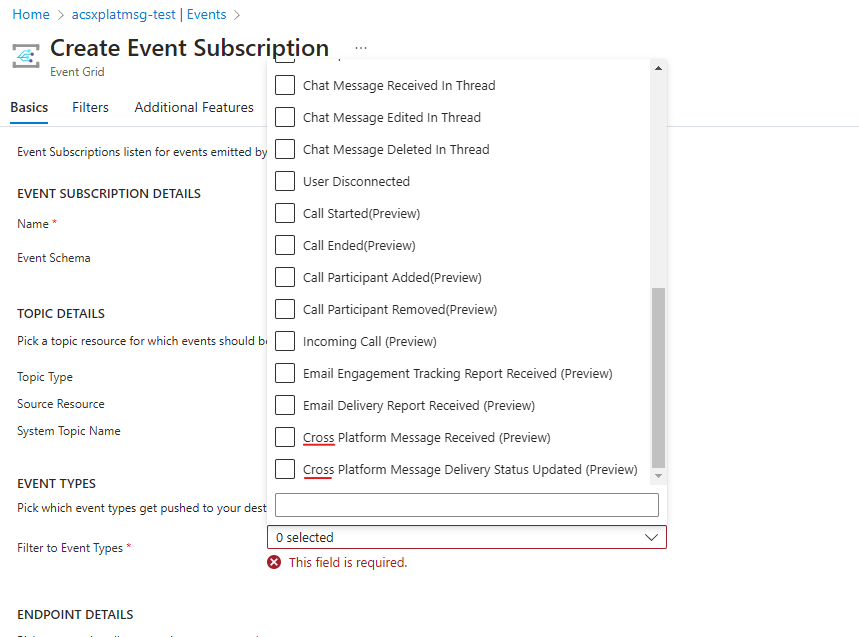 Home > acsxplatmsg-test | Events >
Create Event Subscription ...
Event Grid
Basics Filters Additional Features
Event Subscriptions listen for events emitted by
EVENT SUBSCRIPTION DETAILS
Name *
Event Schema
TOPIC DETAILS
Pick a topic resource for which events should be
Topic Type
Source Resource
System Topic Name
EVENT TYPES
Pick which event types get pushed to your dest
Filter to Event Types *
Chat Message Received In Thread
Chat Message Edited In Thread
Chat Message Deleted In Thread
User Disconnected
Call Started(Preview)
Call Ended(Preview)
Call Participant Added(Preview)
Call Participant Removed(Preview)
Incoming Call (Preview)
Email Engagement Tracking Report Received (Preview)
Email Delivery Report Received (Preview)
Cross Platform Message Received (Preview)
Cross Platform Message Delivery Status Updated (Preview)
0 selected
This field is required.
ENDPOINT DETAILS